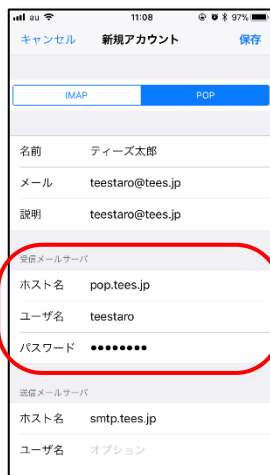 au 11:08 97%
キャンセル 新規アカウント 保存
IMAP POP
名前 ティーズ太郎
メール teestaro@tees.jp
説明 teestaro@tees.jp
受信メールサーバ
ホスト名 pop.tees.jp
ユーザ名 teestaro
パスワード ●●●●●●●●
送信メールサーバ
ホスト名 smtp.tees.jp
ユーザ名 オプション